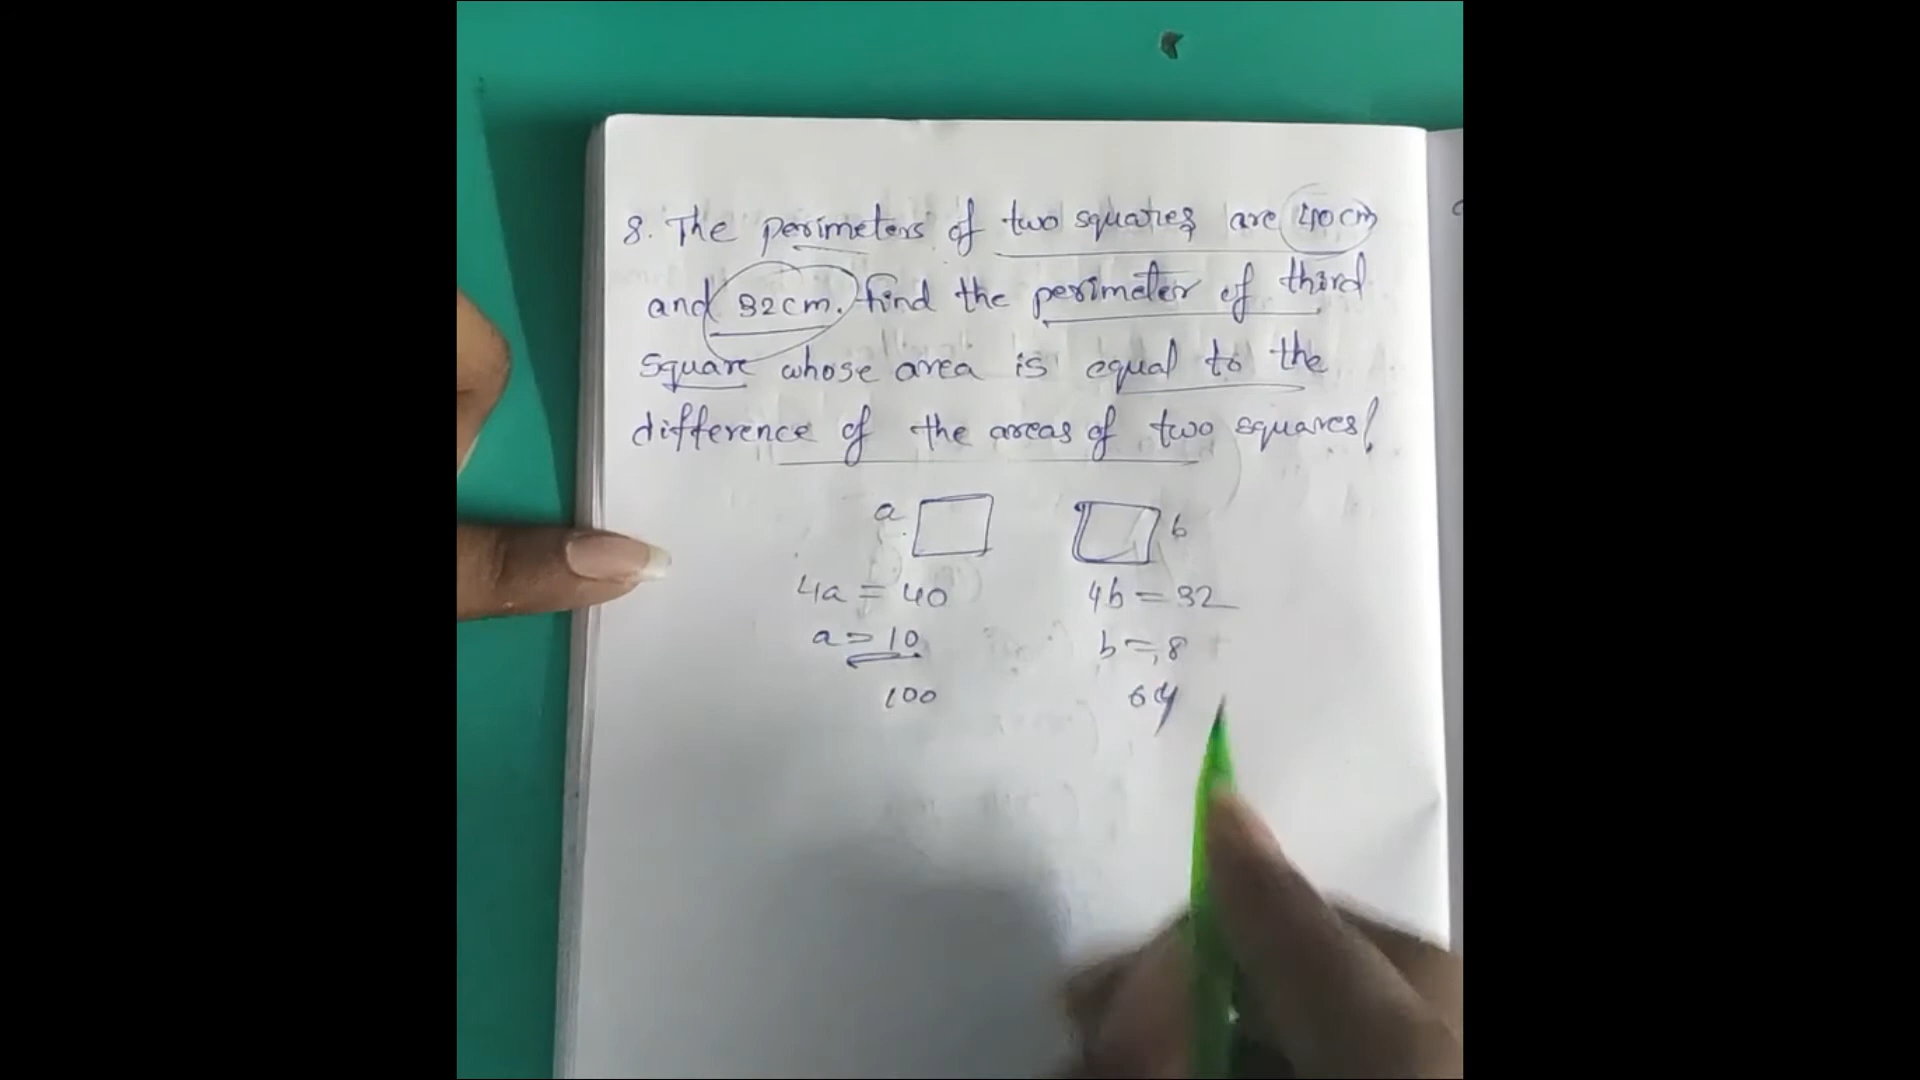 8. The perimeters of two squares are 40cm
and 32cm. find the perimeter of third
square whose area is equal to the
difference of the areas of two squares!
a b
4a = 40 4b = 32
a = 10 b = 8
100 64